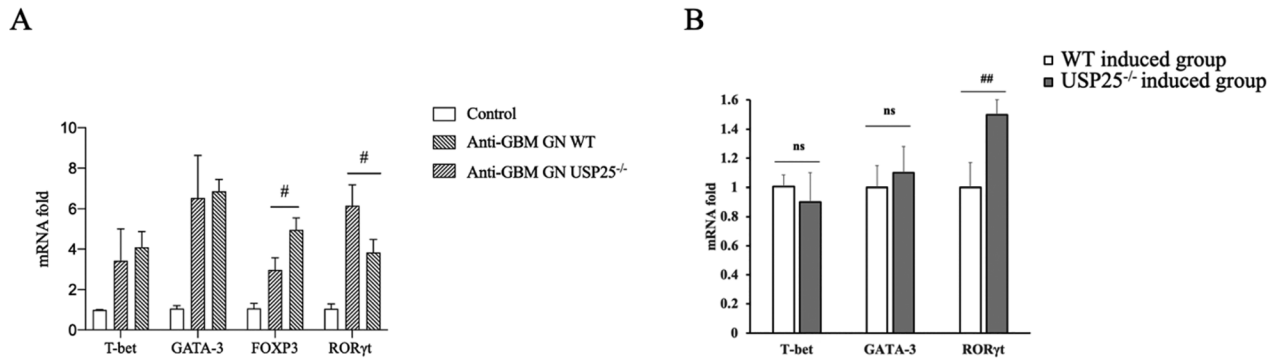 A
Control
Anti-GBM GN WT
Anti-GBM GN USP25-/-
mRNA fold
10
8
6
4
2
0
#
#
T-bet GATA-3 FOXP3 RORγt
B
WT induced group
USP25-/- induced group
mRNA fold
1.6
1.4
1.2
1
0.8
0.6
0.4
0.2
0
ns
ns
##
T-bet GATA-3 RORγt